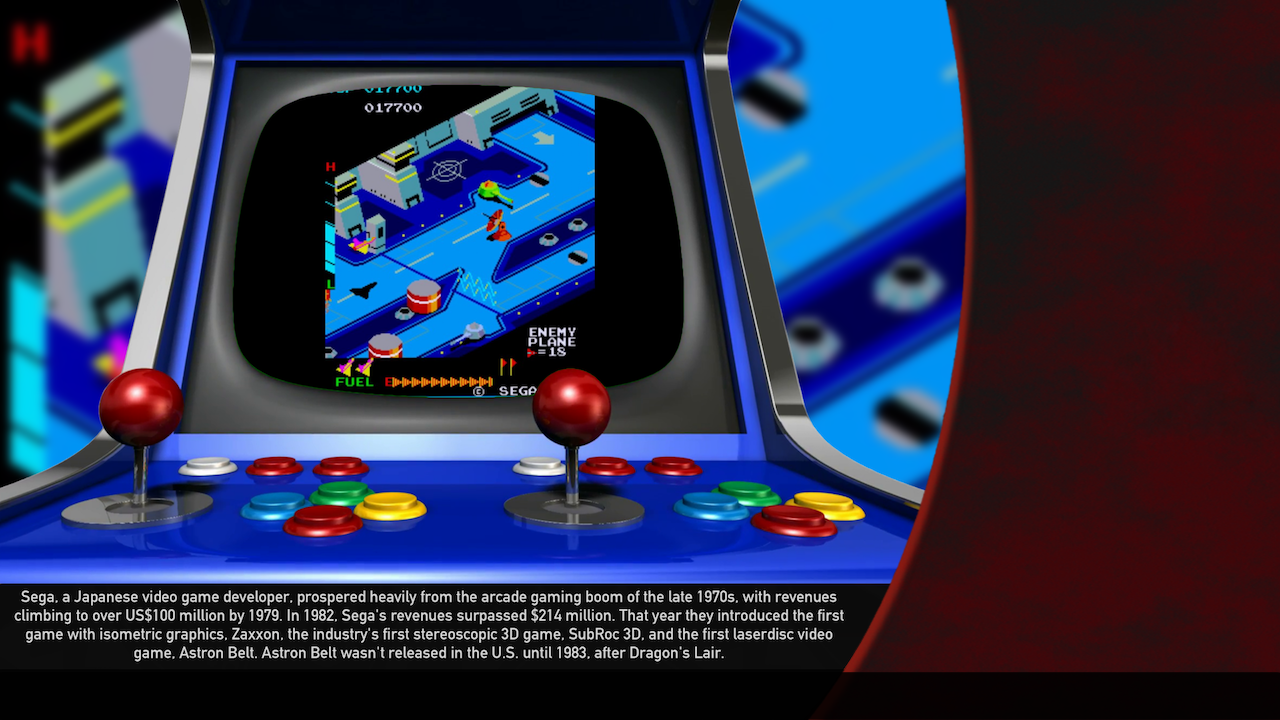 H
017700
H
L
ENEMY
PLANE
=18
FUEL E
© SEGA
Sega, a Japanese video game developer, prospered heavily from the arcade gaming boom of the late 1970s, with revenues
climbing to over US$100 million by 1979. In 1982, Sega's revenues surpassed $214 million. That year they introduced the first
game with isometric graphics, Zaxxon, the industry's first stereoscopic 3D game, SubRoc 3D, and the first laserdisc video
game, Astron Belt. Astron Belt wasn't released in the U.S. until 1983, after Dragon's Lair.